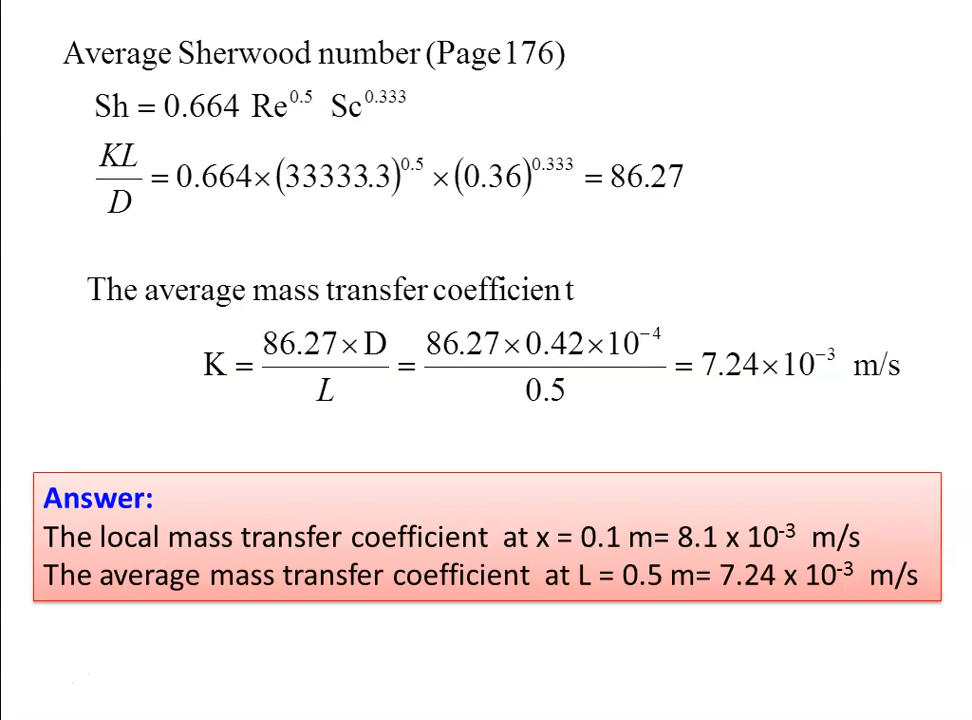 Average Sherwood number (Page 176)
Sh = 0.664 Re^0.5 Sc^0.333
KL/D = 0.664×(33333.3)^0.5 ×(0.36)^0.333 = 86.27
The average mass transfer coefficient
K = 86.27×D/L = 86.27×0.42×10^−4/0.5 = 7.24×10^−3 m/s
Answer:
The local mass transfer coefficient at x = 0.1 m= 8.1 x 10^-3 m/s
The average mass transfer coefficient at L = 0.5 m= 7.24 x 10^-3 m/s